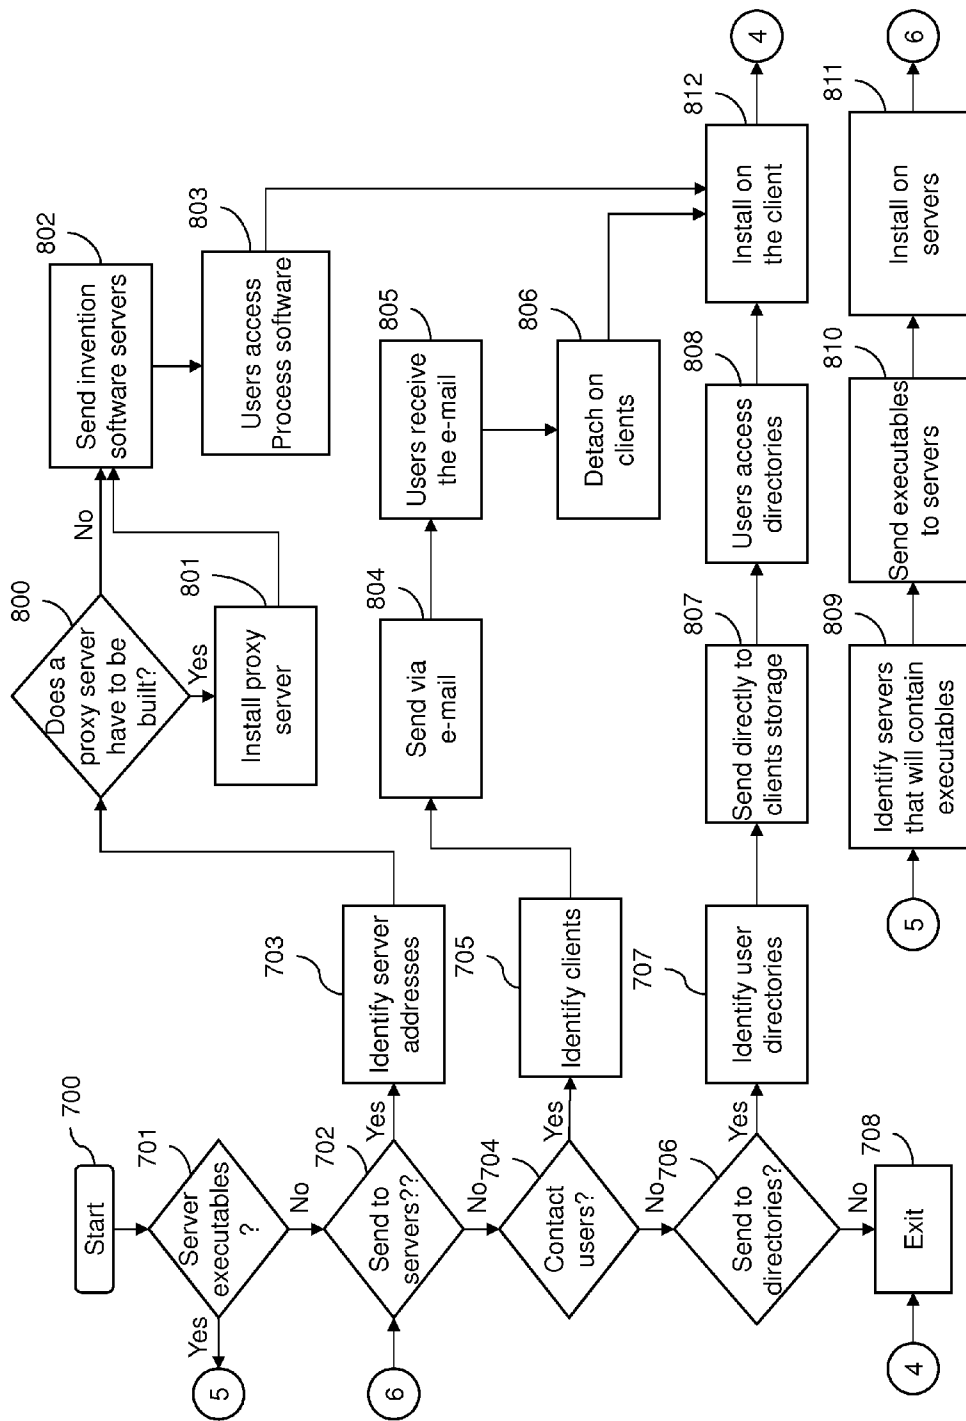 700
Start
701
Server
executables
?
Yes
5
No
702
Send to
servers??
6
Yes
703
Identify server
addresses
No
704
Contact
users?
Yes
705
Identify clients
No
706
Send to
directories?
Yes
707
Identify user
directories
No
708
Exit
4
800
Does a
proxy server
have to be
built?
No
Yes
801
Install proxy
server
802
Send invention
software servers
803
Users access
Process software
804
Send via
e-mail
805
Users receive
the e-mail
806
Detach on
clients
807
Send directly to
clients storage
808
Users access
directories
812
Install on
the client
4
5
809
Identify servers
that will contain
executables
810
Send executables
to servers
811
Install on
servers
6